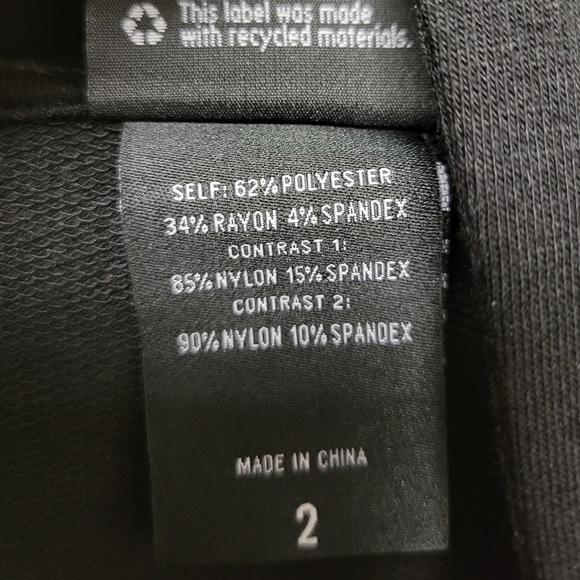 This label was made
with recycled materials.
SELF: 62% POLYESTER
34% RAYON 4% SPANDEX
CONTRAST 1:
85% NYLON 15% SPANDEX
CONTRAST 2:
90% NYLON 10% SPANDEX
MADE IN CHINA
2